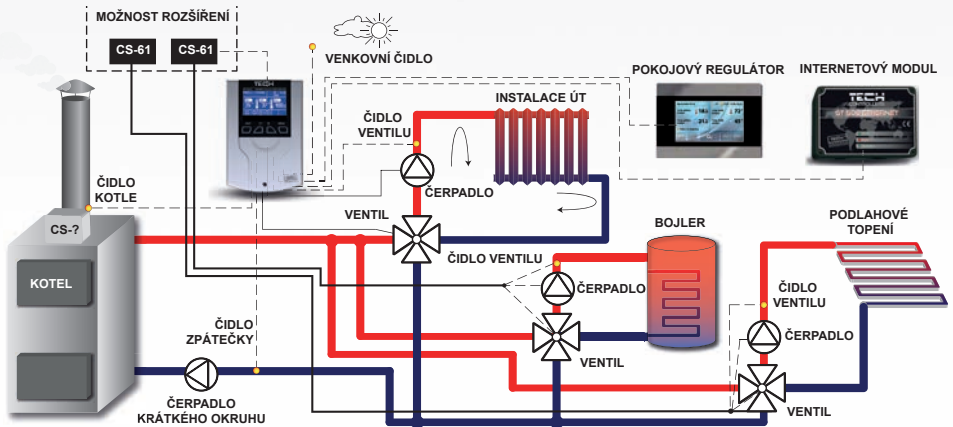 MOŽNOST ROZŠÍŘENÍ
CS-61
CS-61
VENKOVNÍ ČIDLO
POKOJOVÝ REGULÁTOR
INTERNETOVÝ MODUL
TECH
TECH
CONTROLLERS
INSTALACE ÚT
ČIDLO
VENTILU
ČERPADLO
ČIDLO
KOTLE
VENTIL
CS-?
KOTEL
BOJLER
PODLAHOVÉ
TOPENÍ
ČIDLO VENTILU
ČERPADLO
ČIDLO
VENTILU
ČIDLO
ZPÁTEČKY
ČERPADLO
VENTIL
ČERPADLO
KRÁTKÉHO OKRUHU
VENTIL